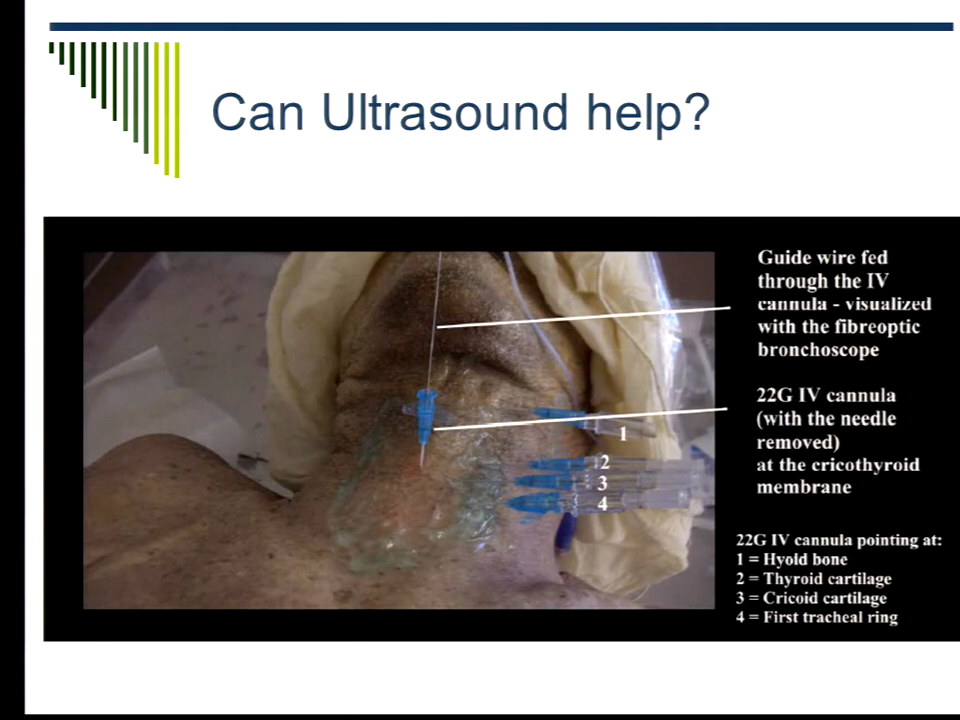 Can Ultrasound help?
Guide wire fed
through the IV
cannula - visualized
with the fibreoptic
bronchoscope
22G IV cannula
(with the needle
removed)
at the cricothyroid
membrane
1
2
3
4
22G IV cannula pointing at:
1 = Hyoid bone
2 = Thyroid cartilage
3 = Cricoid cartilage
4 = First tracheal ring